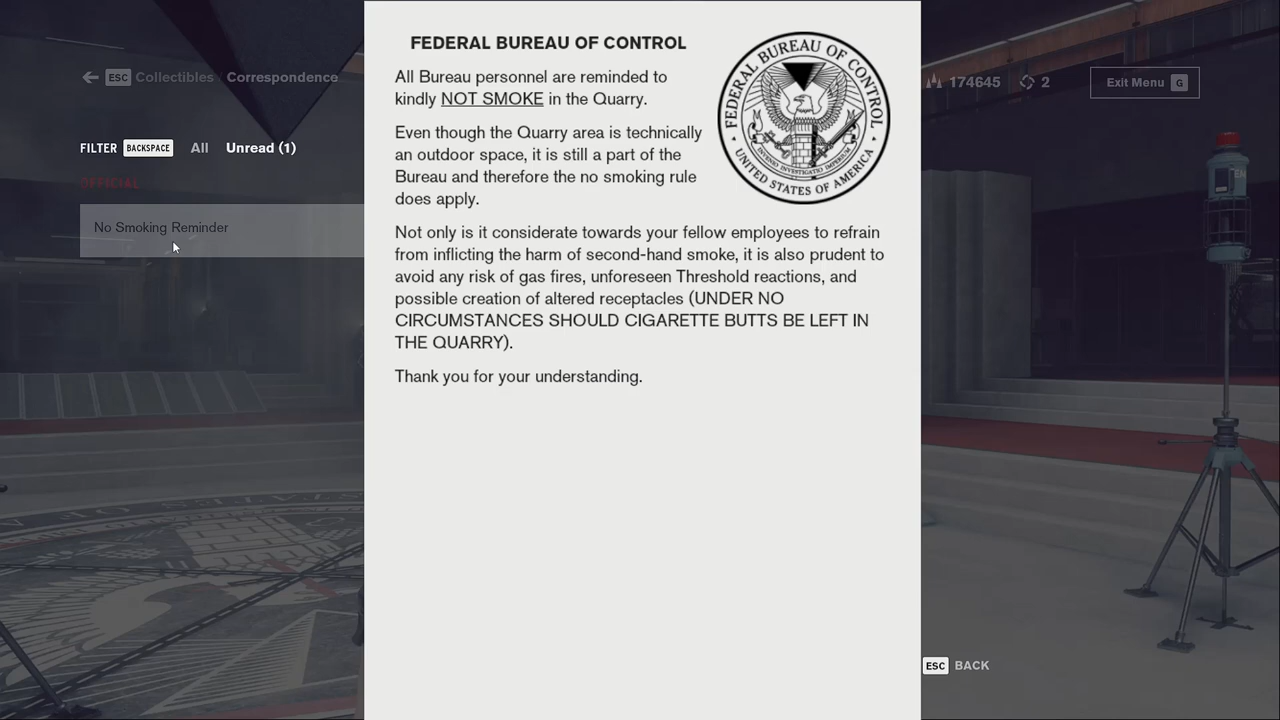 FEDERAL BUREAU OF CONTROL
All Bureau personnel are reminded to
kindly NOT SMOKE in the Quarry.
Even though the Quarry area is technically
an outdoor space, it is still a part of the
Bureau and therefore the no smoking rule
does apply.
Not only is it considerate towards your fellow employees to refrain
from inflicting the harm of second-hand smoke, it is also prudent to
avoid any risk of gas fires, unforeseen Threshold reactions, and
possible creation of altered receptacles (UNDER NO
CIRCUMSTANCES SHOULD CIGARETTE BUTTS BE LEFT IN
THE QUARRY).
Thank you for your understanding.
FEDERAL BUREAU OF CONTROL
UNITED STATES OF AMERICA
ESC Collectibles Correspondence
FILTER BACKSPACE All Unread (1)
OFFICIAL
No Smoking Reminder
174645 2
Exit Menu G
ESC BACK